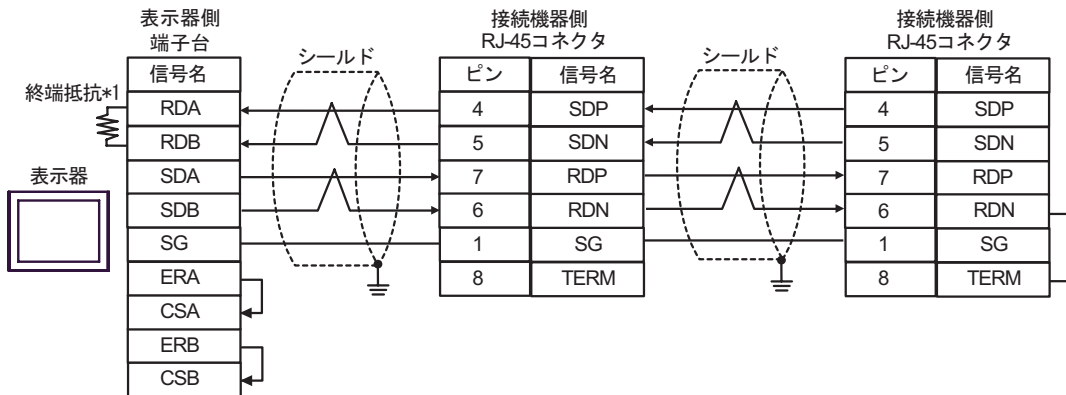 表示器側
端子台
信号名
RDA
RDB
SDA
SDB
SG
ERA
CSA
ERB
CSB
終端抵抗*1
表示器
シールド
接続機器側
RJ-45コネクタ
ピン 信号名
4 SDP
5 SDN
7 RDP
6 RDN
1 SG
8 TERM
シールド
接続機器側
RJ-45コネクタ
ピン 信号名
4 SDP
5 SDN
7 RDP
6 RDN
1 SG
8 TERM